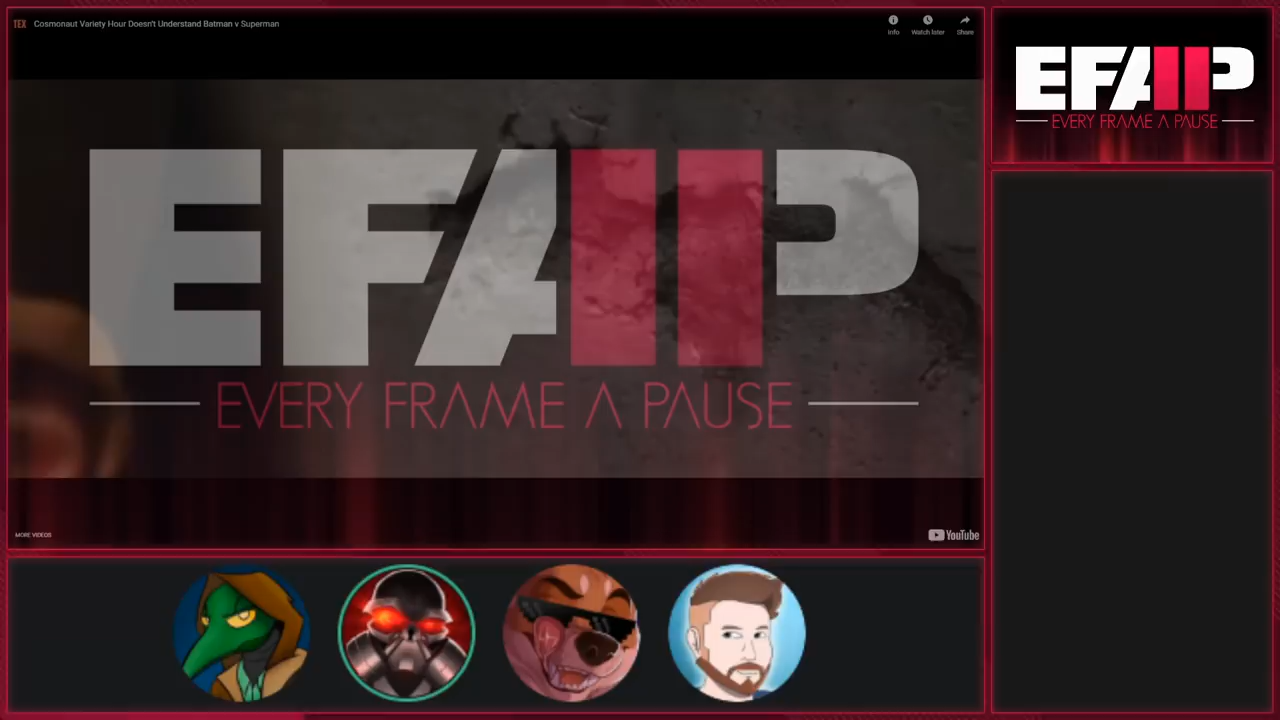 TEX Cosmonaut Variety Hour Doesn't Understand Batman v Superman
Info
Watch later
Share
EFAP
EVERY FRAME A PAUSE
MORE VIDEOS
YouTube
EFAP
EVERY FRAME A PAUSE